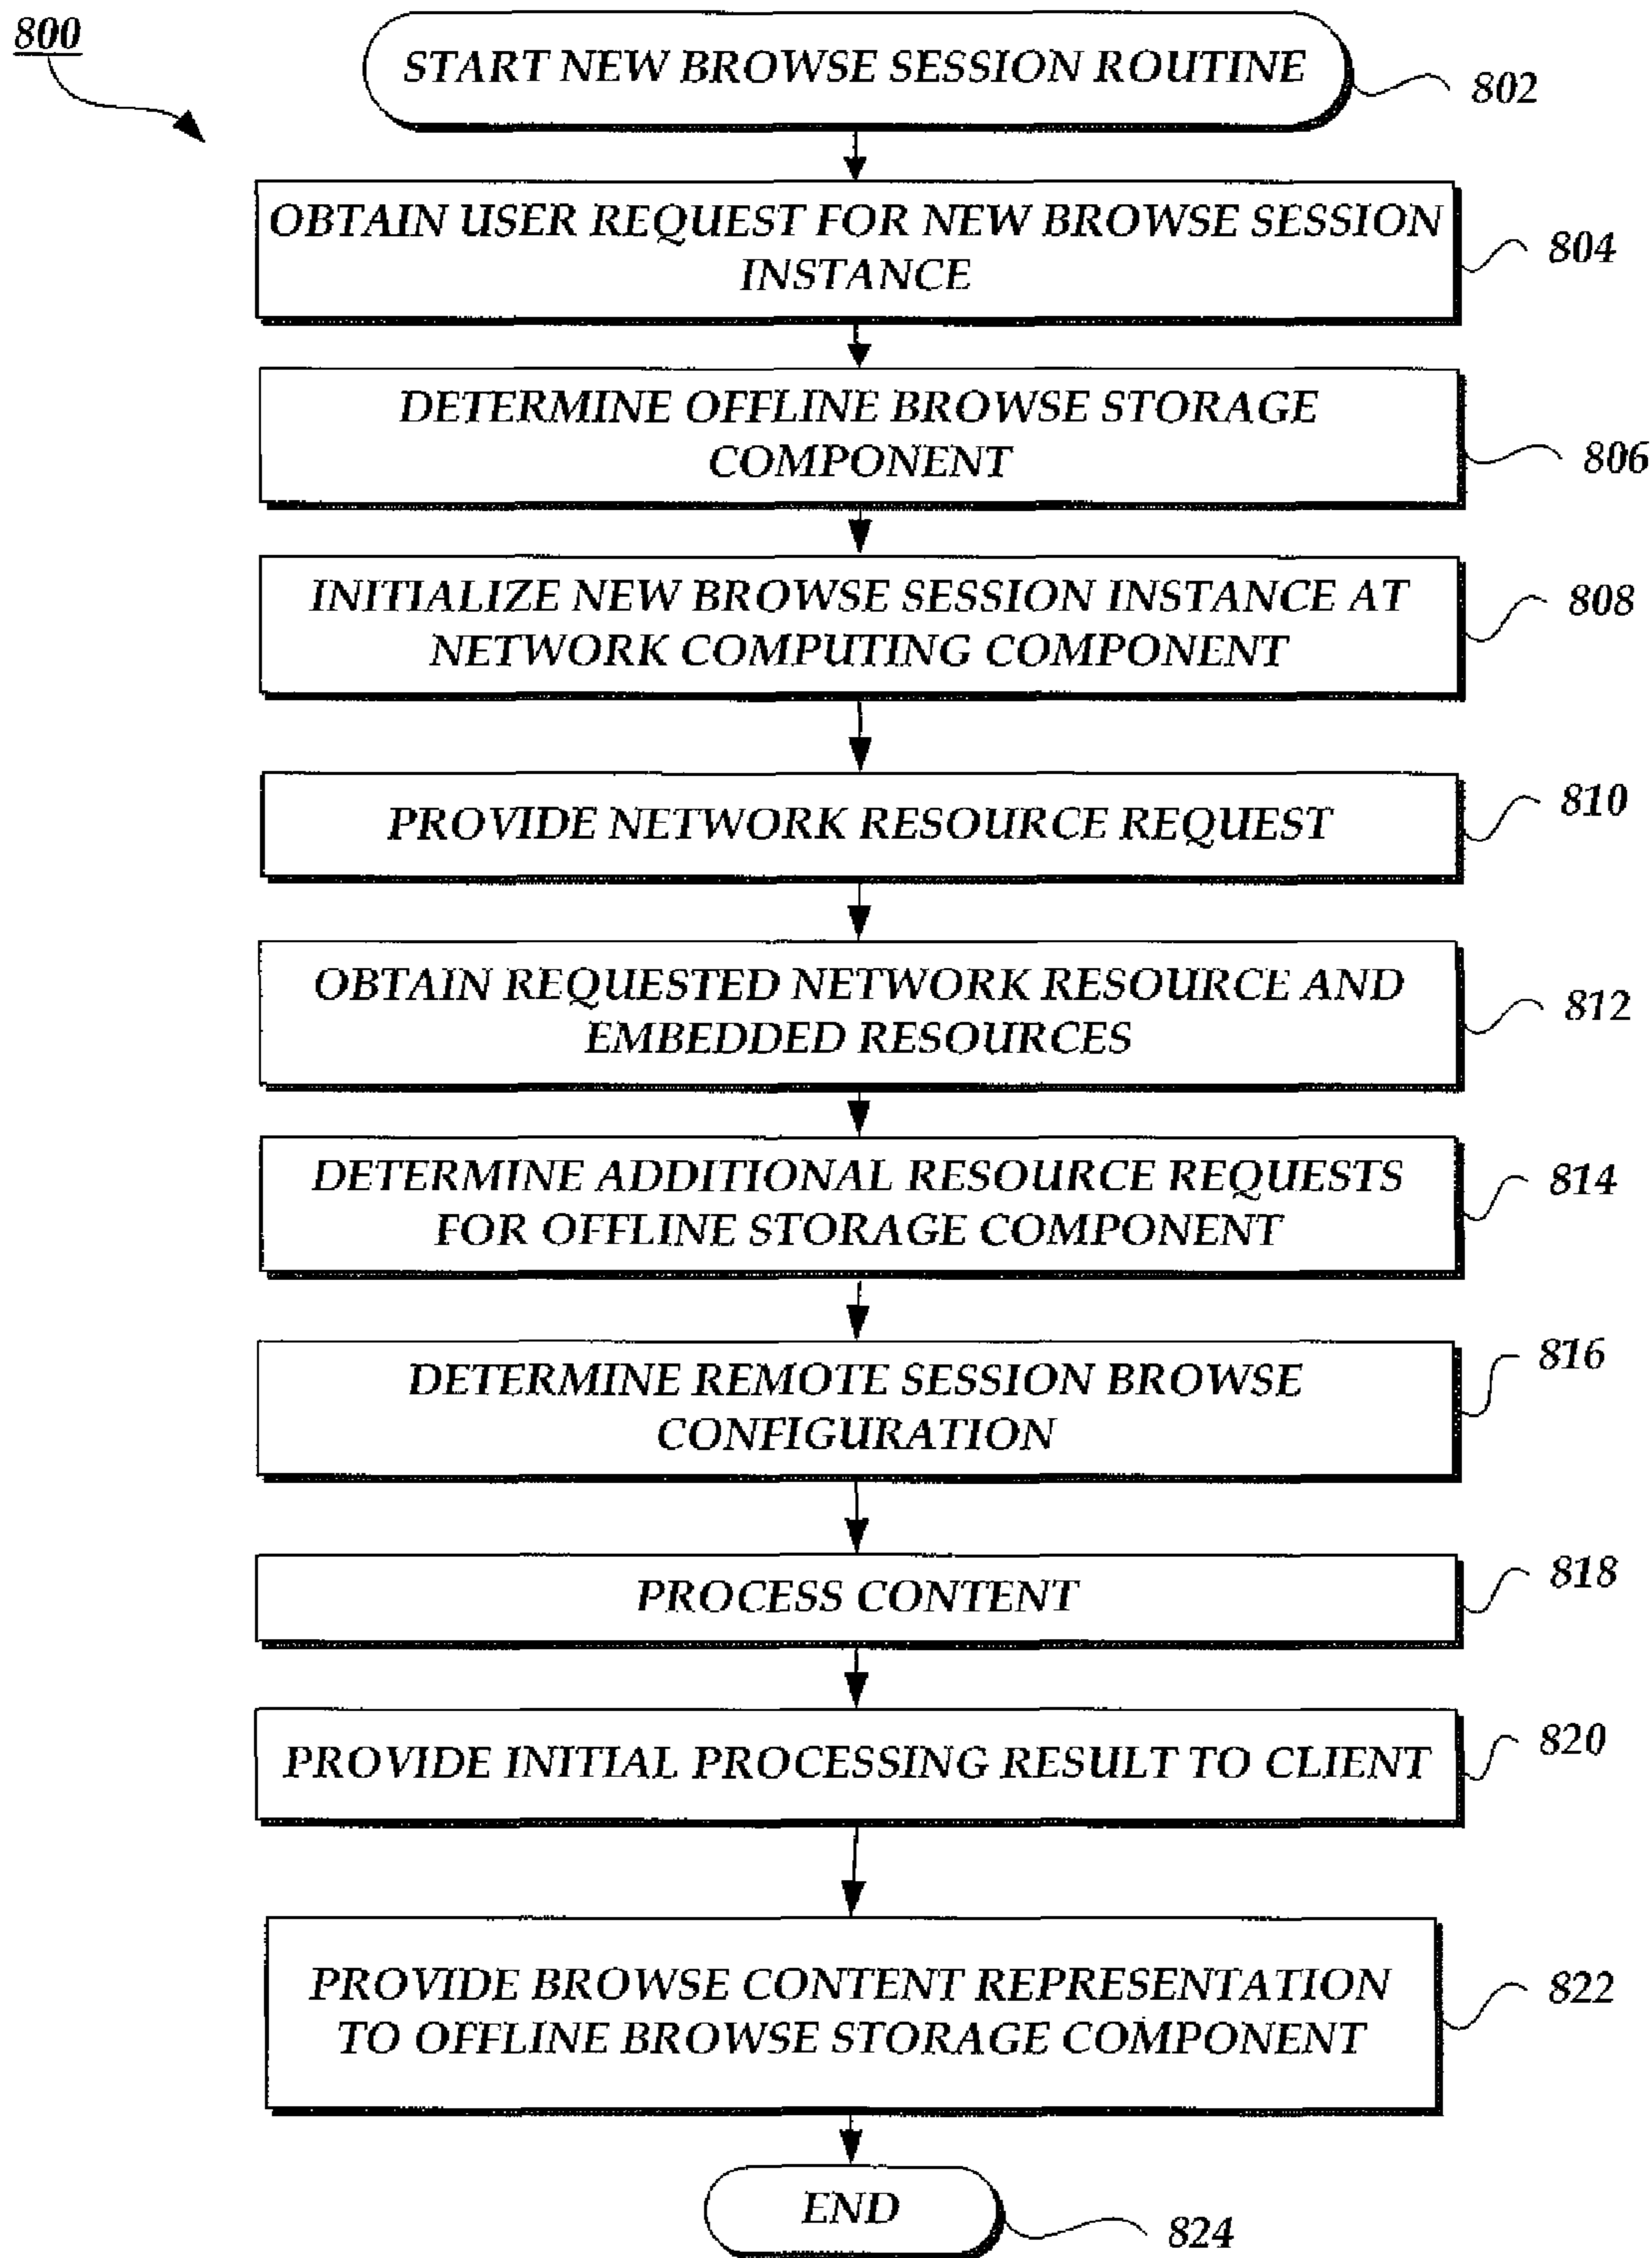 800
START NEW BROWSE SESSION ROUTINE
802
OBTAIN USER REQUEST FOR NEW BROWSE SESSION
INSTANCE
804
DETERMINE OFFLINE BROWSE STORAGE
COMPONENT
806
INITIALIZE NEW BROWSE SESSION INSTANCE AT
NETWORK COMPUTING COMPONENT
808
PROVIDE NETWORK RESOURCE REQUEST
810
OBTAIN REQUESTED NETWORK RESOURCE AND
EMBEDDED RESOURCES
812
DETERMINE ADDITIONAL RESOURCE REQUESTS
FOR OFFLINE STORAGE COMPONENT
814
DETERMINE REMOTE SESSION BROWSE
CONFIGURATION
816
PROCESS CONTENT
818
PROVIDE INITIAL PROCESSING RESULT TO CLIENT
820
PROVIDE BROWSE CONTENT REPRESENTATION
TO OFFLINE BROWSE STORAGE COMPONENT
822
END
824